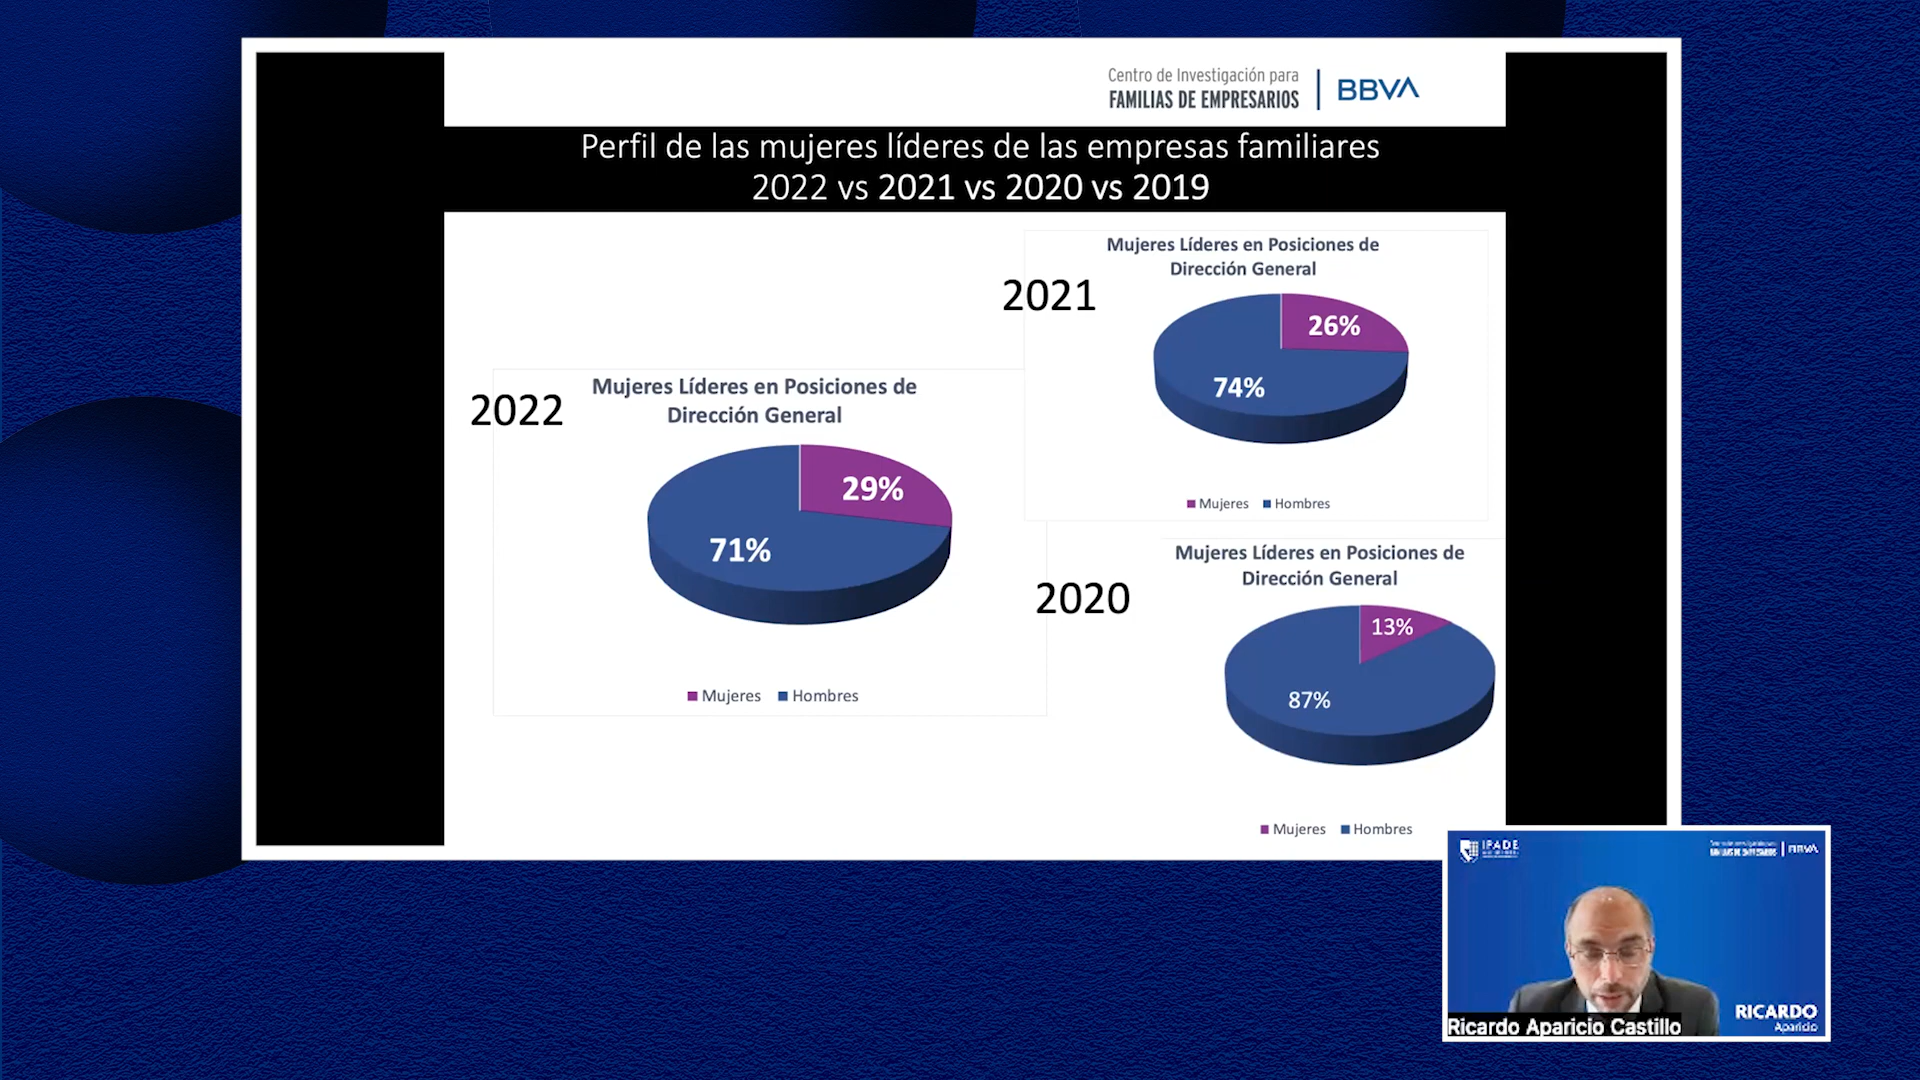 Centro de Investigación para
FAMILIAS DE EMPRESARIOS
BBVA
Perfil de las mujeres líderes de las empresas familiares
2022 vs 2021 vs 2020 vs 2019
2022
Mujeres Líderes en Posiciones de
Dirección General
29%
71%
Mujeres Hombres
2021
Mujeres Líderes en Posiciones de
Dirección General
26%
74%
Mujeres Hombres
2020
Mujeres Líderes en Posiciones de
Dirección General
13%
87%
Mujeres Hombres
IPADE
BBVA
RICARDO
Aparicio
Ricardo Aparicio Castillo